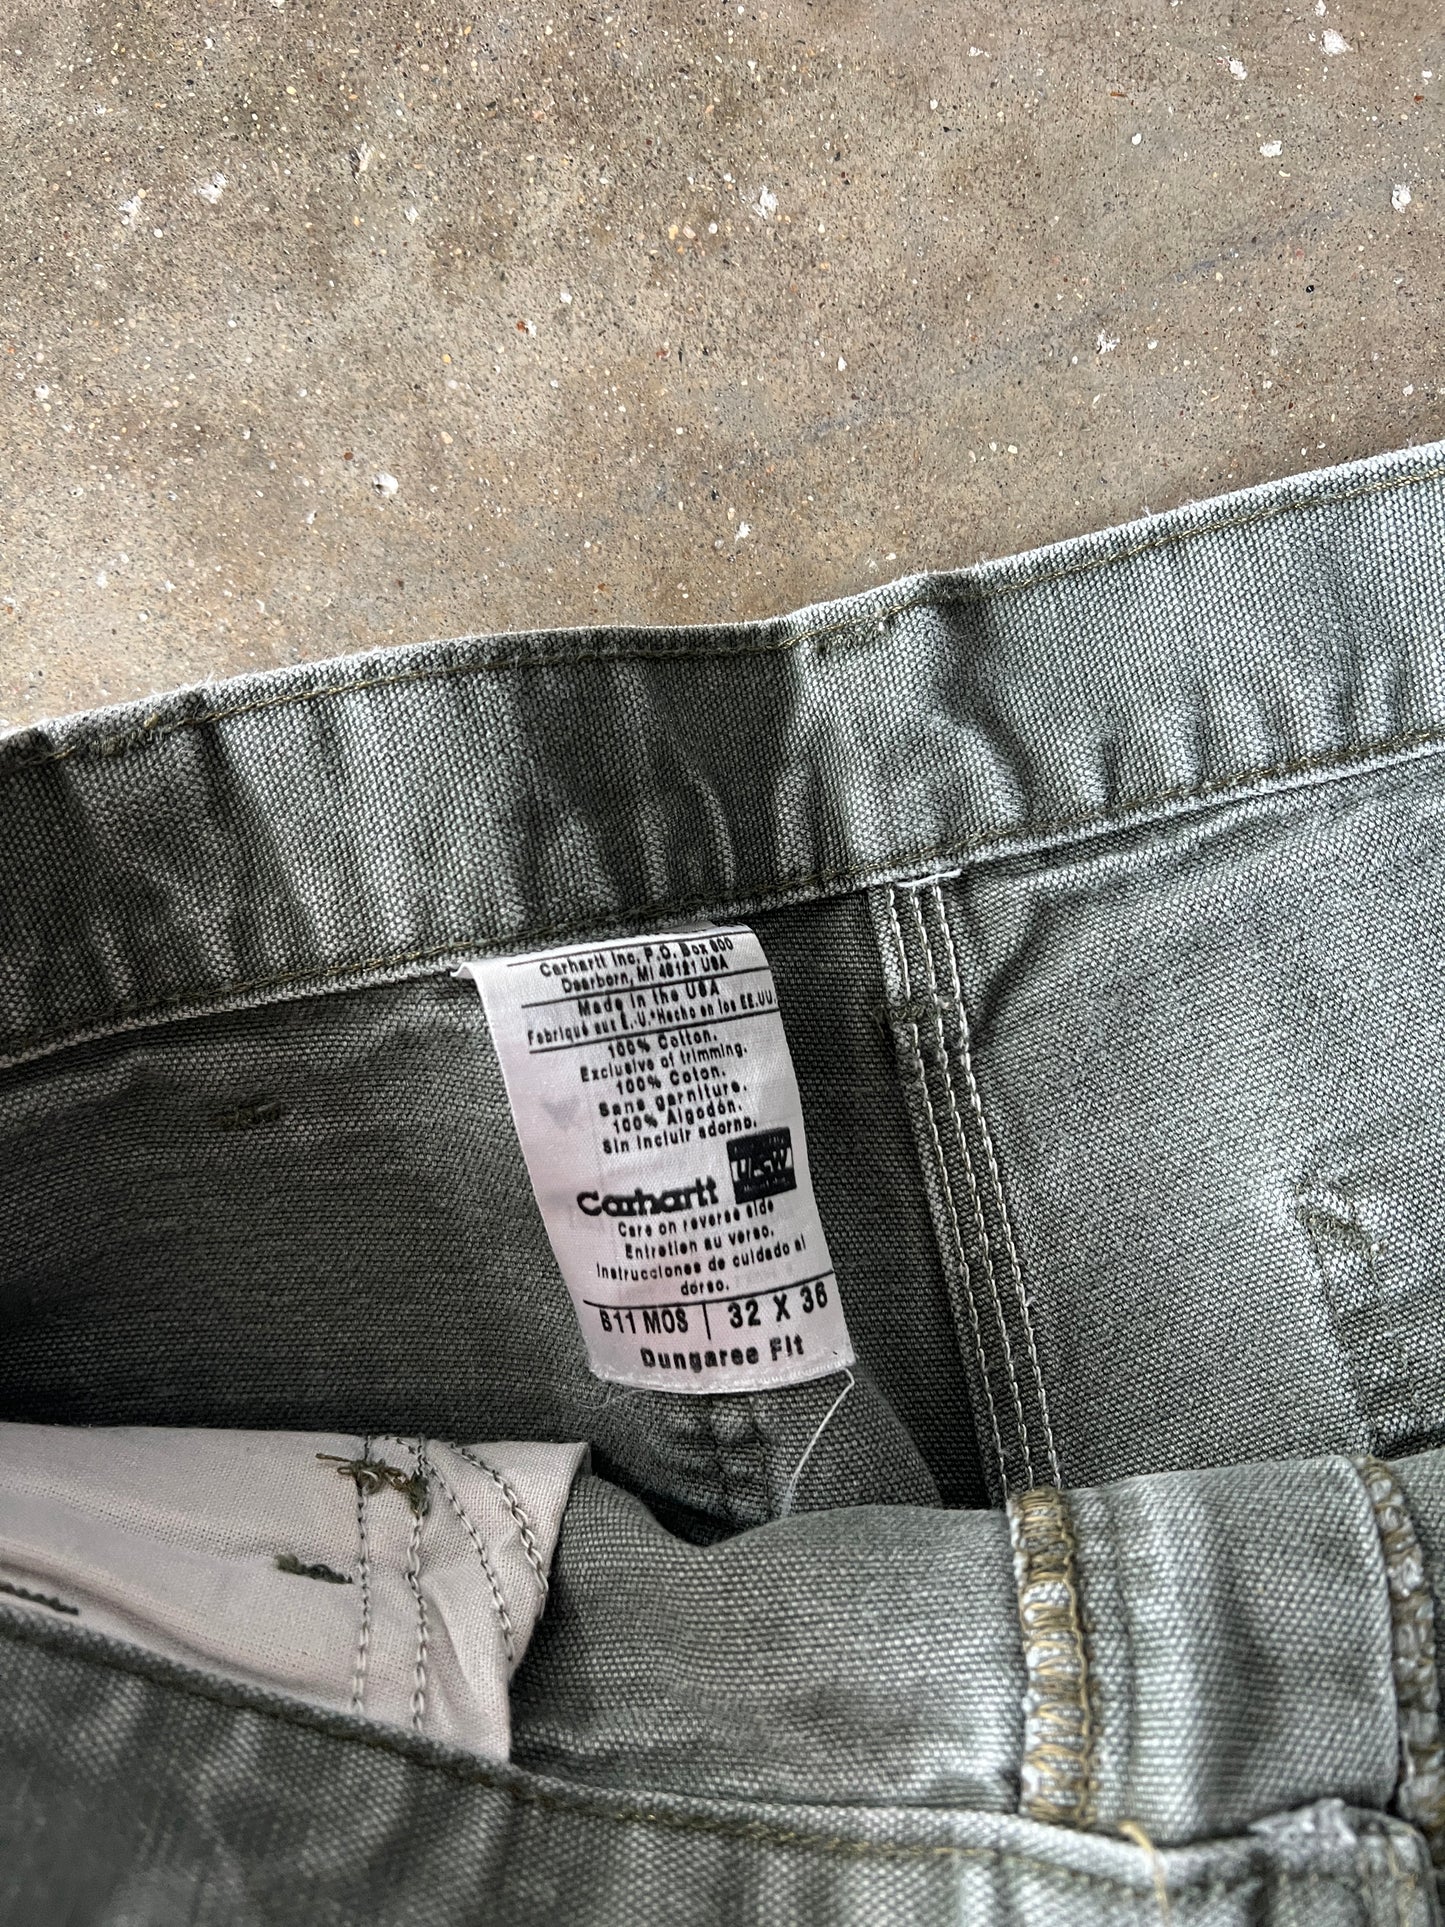 Carhartt Inc. P.O. Box 600
Dearborn, MI 48121 USA
Made in the USA
Fabriqué aux E.-U.•Hecho en los EE.UU.
100% Cotton.
Exclusive of trimming.
100% Coton.
Sans garniture.
100% Algodón.
Sin incluir adorno.
UFCW
Carhartt
Care on reverse side
Entretien au verso.
Instrucciones de cuidado al
dorso.
B11 MOS | 32 X 36
Dungaree Fit